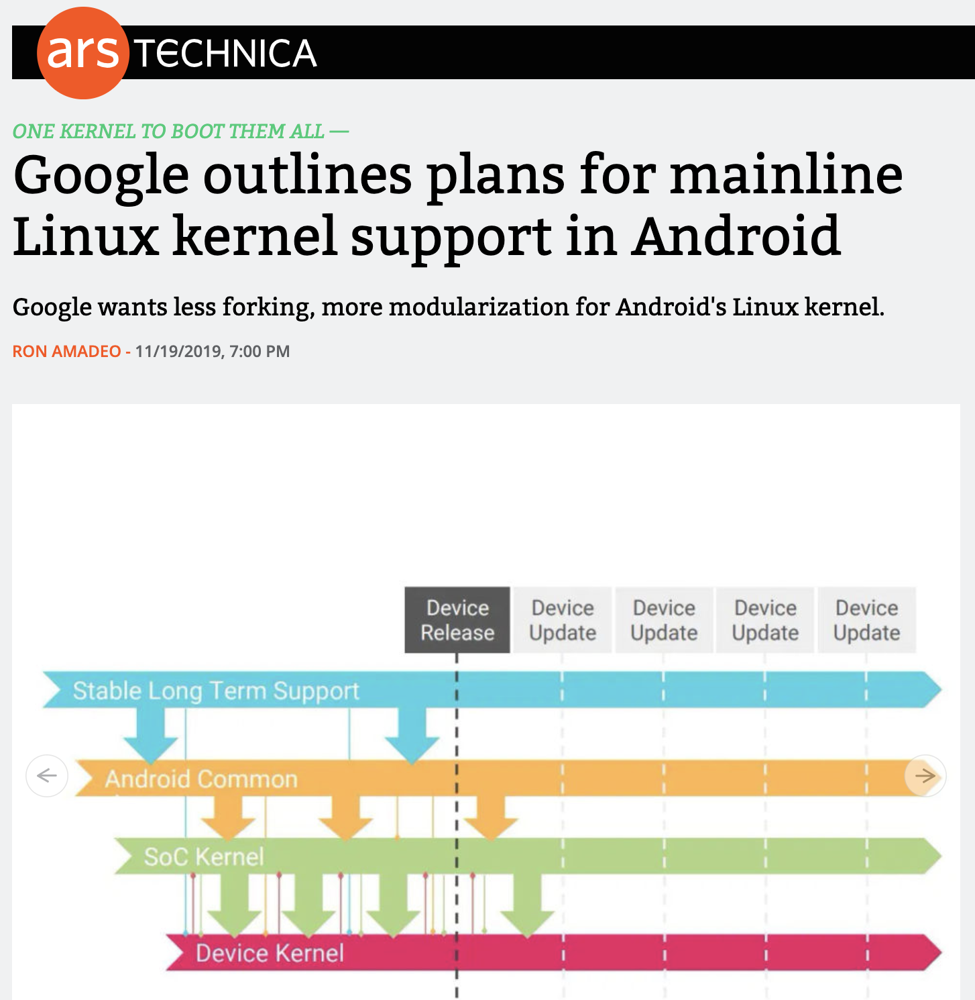 ars TECHNICA
ONE KERNEL TO BOOT THEM ALL —
Google outlines plans for mainline
Linux kernel support in Android
Google wants less forking, more modularization for Android's Linux kernel.
RON AMADEO - 11/19/2019, 7:00 PM
Device Release
Device Update
Device Update
Device Update
Device Update
Stable Long Term Support
Android Common
SoC Kernel
Device Kernel